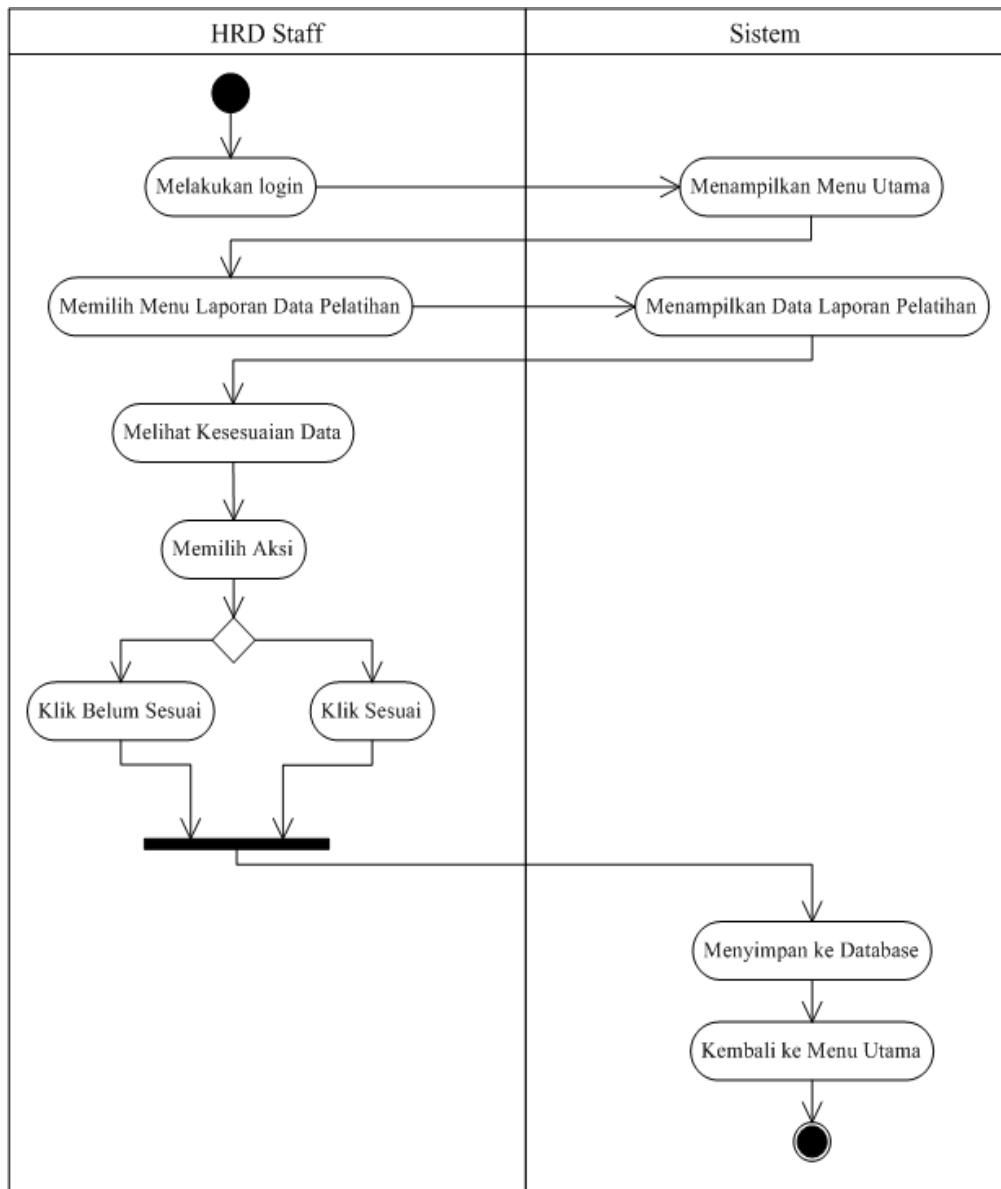 HRD Staff
Sistem
Melakukan login
Menampilkan Menu Utama
Memilih Menu Laporan Data Pelatihan
Menampilkan Data Laporan Pelatihan
Melihat Kesesuaian Data
Memilih Aksi
Klik Belum Sesuai
Klik Sesuai
Menyimpan ke Database
Kembali ke Menu Utama